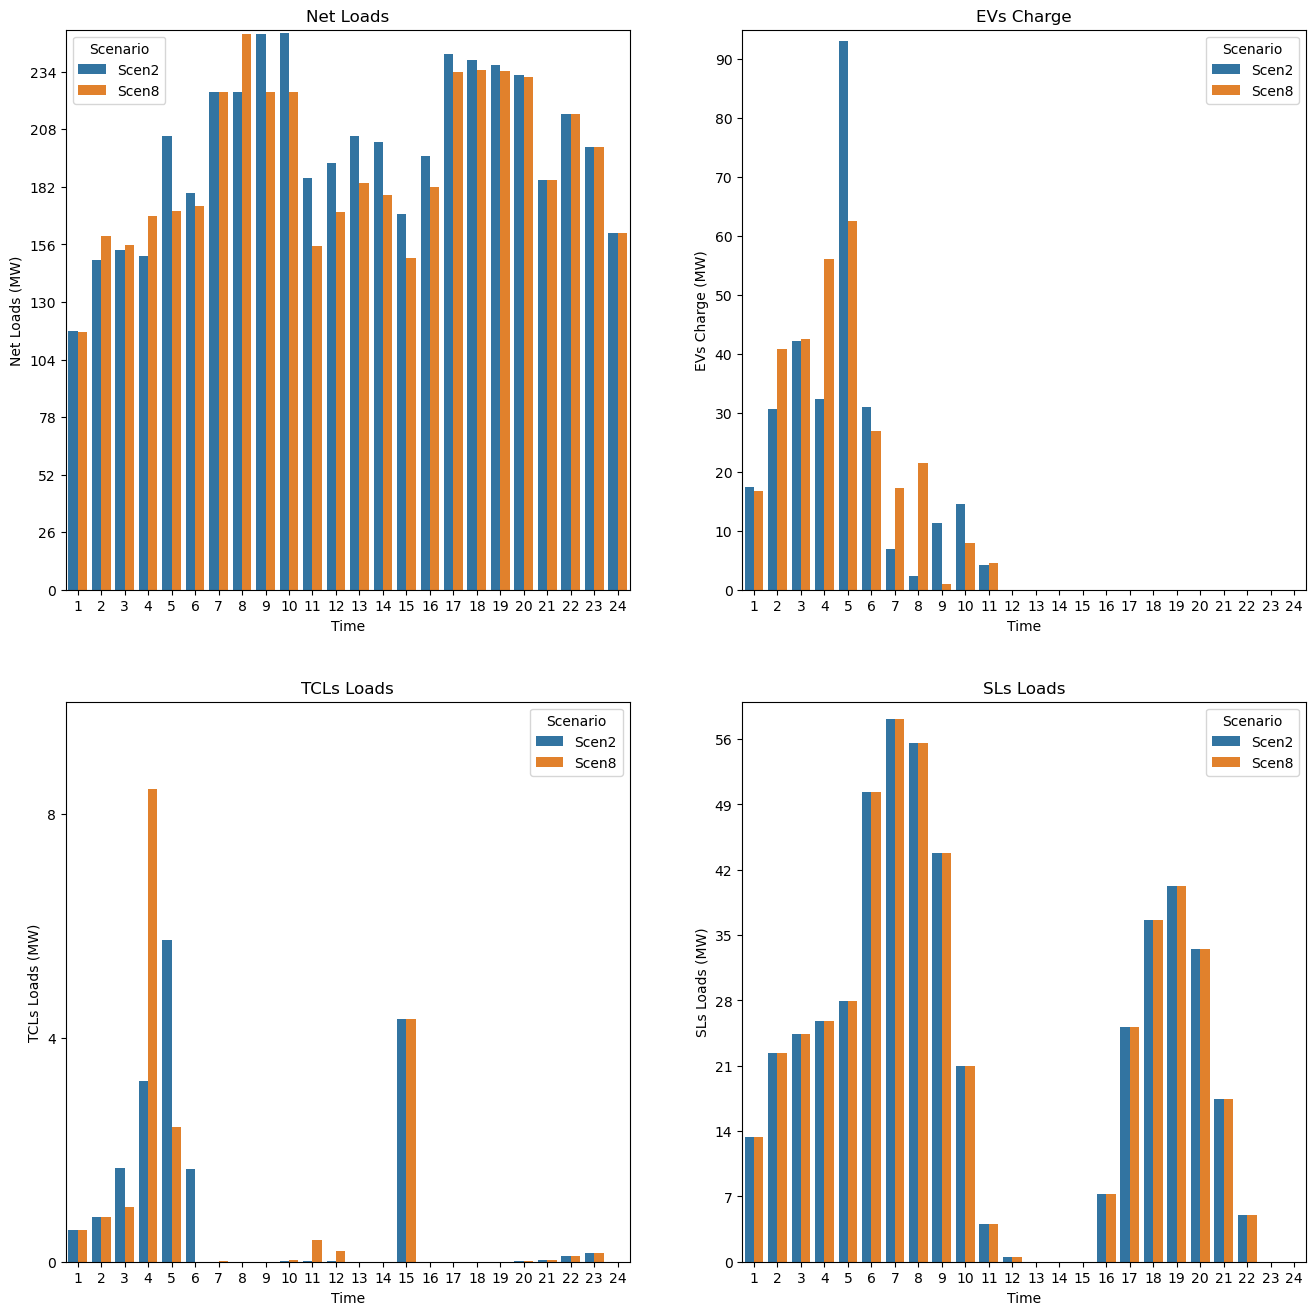 Net Loads
Scenario
Scen2
Scen8
Net Loads (MW)
234
208
182
156
130
104
78
52
26
0
1 2 3 4 5 6 7 8 9 10 11 12 13 14 15 16 17 18 19 20 21 22 23 24
Time
EVs Charge
Scenario
Scen2
Scen8
EVs Charge (MW)
90
80
70
60
50
40
30
20
10
0
1 2 3 4 5 6 7 8 9 10 11 12 13 14 15 16 17 18 19 20 21 22 23 24
Time
TCLs Loads
Scenario
Scen2
Scen8
TCLs Loads (MW)
8
4
0
1 2 3 4 5 6 7 8 9 10 11 12 13 14 15 16 17 18 19 20 21 22 23 24
Time
SLs Loads
Scenario
Scen2
Scen8
SLs Loads (MW)
56
49
42
35
28
21
14
7
0
1 2 3 4 5 6 7 8 9 10 11 12 13 14 15 16 17 18 19 20 21 22 23 24
Time